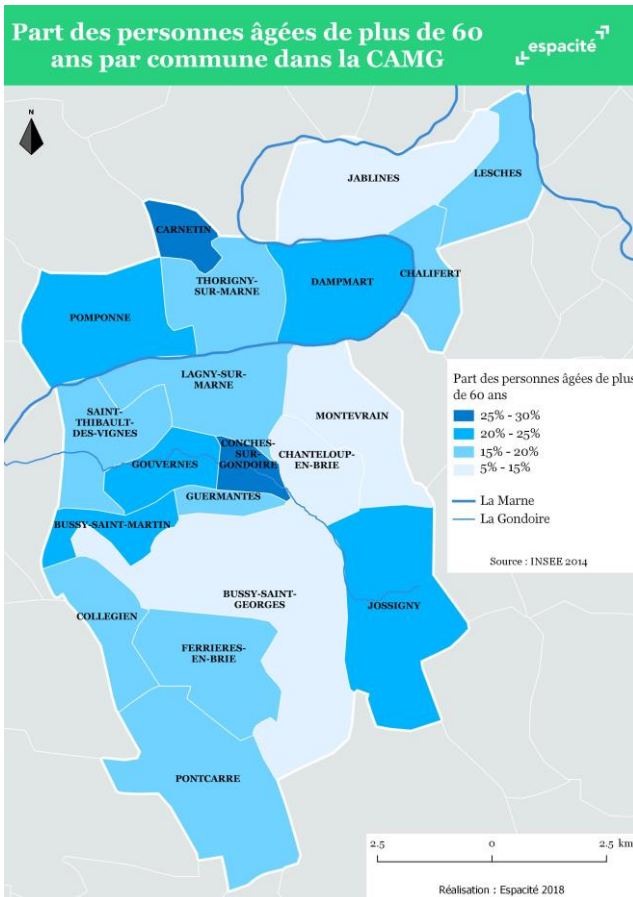 Part des personnes âgées de plus de 60
ans par commune dans la CAMG
espacité
N
JABLINES
LESCHES
CARNETIN
THORIGNY-
SUR-MARNE
DAMPMART
CHALIFERT
POMPONNE
LAGNY-SUR-
MARNE
SAINT-
THIBAULT
DES-VIGNES
MONTEVRAIN
CONCHES-
SUR-
GONDOIRE
CHANTELOUP-
EN-BRIE
GOUVERNES
GUERMANTES
BUSSY-SAINT-MARTIN
BUSSY-SAINT-
GEORGES
JOSSIGNY
COLLEGIEN
FERRIERES-
EN-BRIE
PONTCARRE
Part des personnes âgées de plus
de 60 ans
25% - 30%
20% - 25%
15% - 20%
5% - 15%
La Marne
La Gondoire
Source : INSEE 2014
2.5 0 2.5 km
Réalisation : Espacité 2018